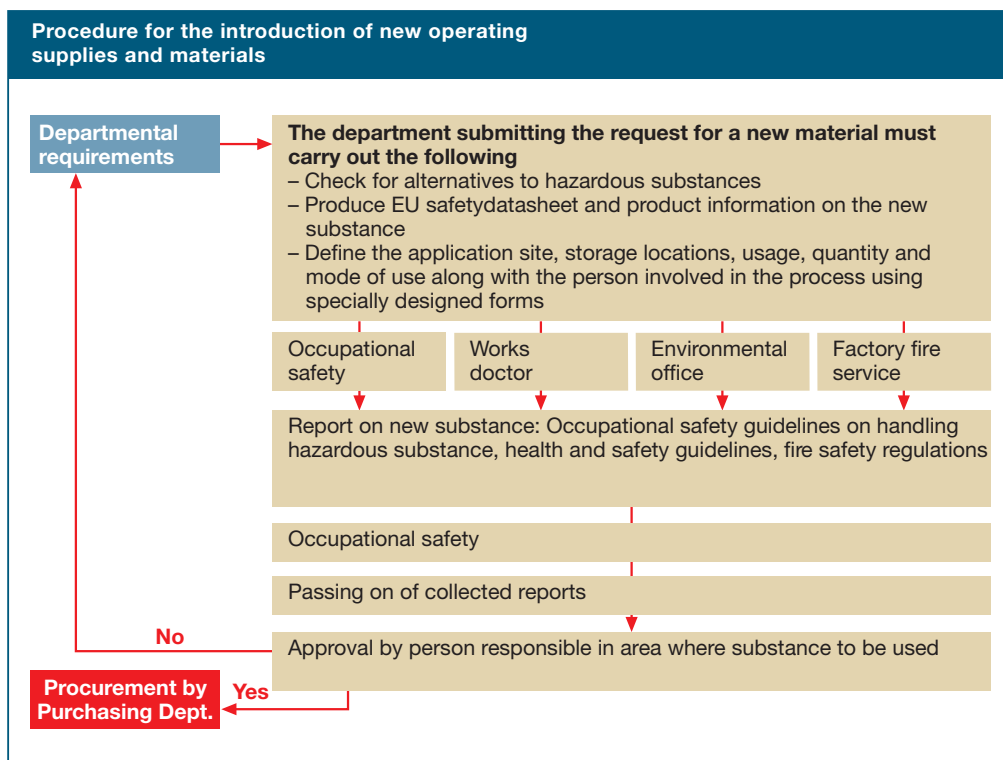 Procedure for the introduction of new operating
supplies and materials
Departmental
requirements
The department submitting the request for a new material must
carry out the following
– Check for alternatives to hazardous substances
– Produce EU safetydatasheet and product information on the new
substance
– Define the application site, storage locations, usage, quantity and
mode of use along with the person involved in the process using
specially designed forms
Occupational
safety
Works
doctor
Environmental
office
Factory fire
service
Report on new substance: Occupational safety guidelines on handling
hazardous substance, health and safety guidelines, fire safety regulations
Occupational safety
Passing on of collected reports
No
Approval by person responsible in area where substance to be used
Procurement by
Purchasing Dept.
Yes